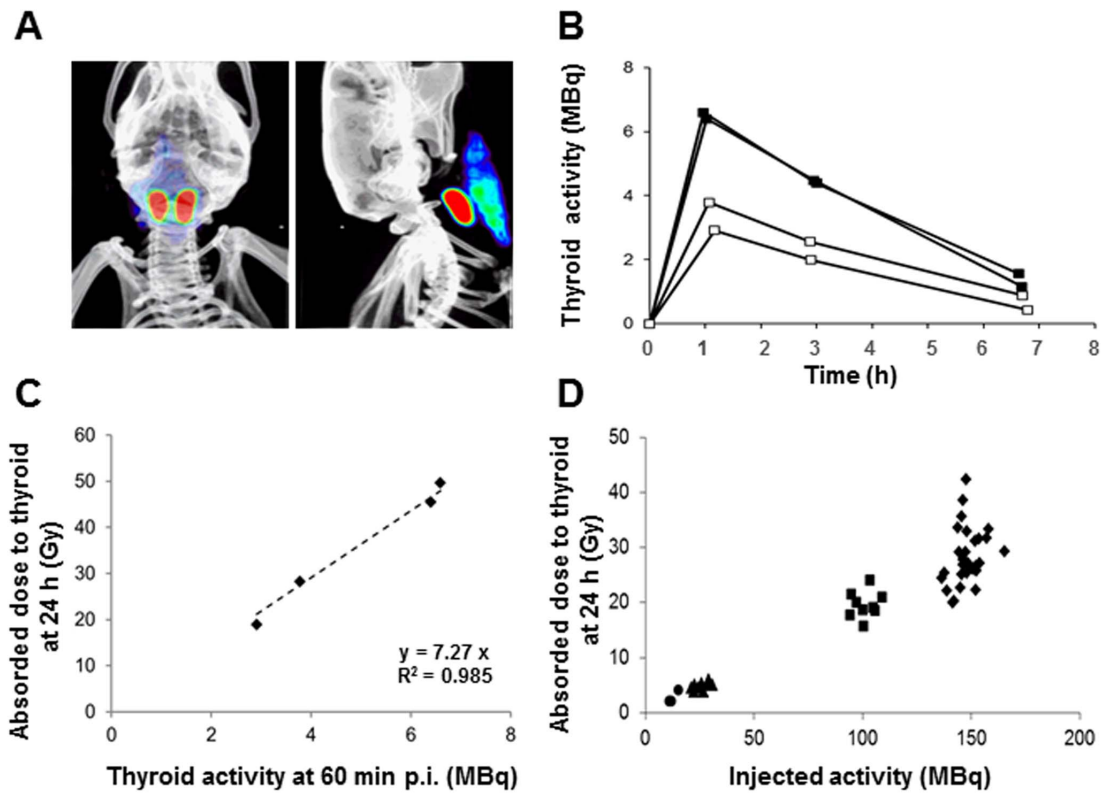 A
B
Thyroid activity (MBq)
8
6
4
2
0
0 1 2 3 4 5 6 7 8
Time (h)
C
Absorded dose to thyroid
at 24 h (Gy)
60
50
40
30
20
10
0
0 2 4 6 8
y = 7.27 x
R² = 0.985
Thyroid activity at 60 min p.i. (MBq)
D
Absorded dose to thyroid
at 24 h (Gy)
50
40
30
20
10
0
0 50 100 150 200
Injected activity (MBq)